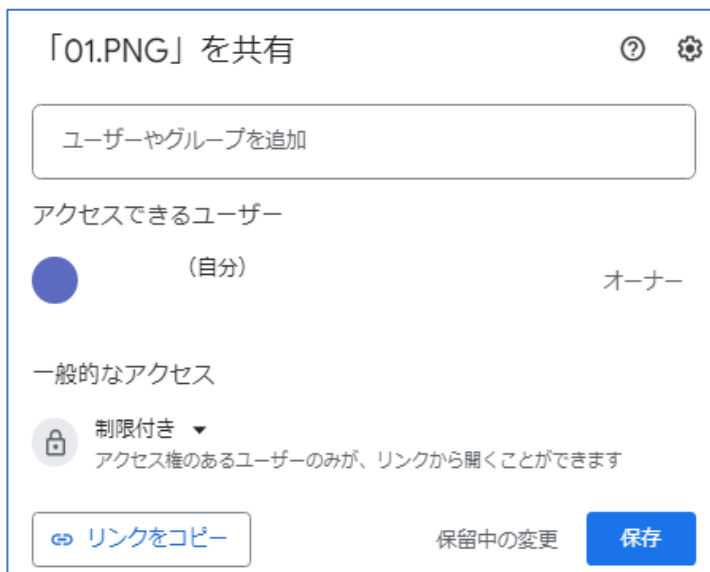 「01.PNG」を共有
ユーザーやグループを追加
アクセスできるユーザー
（自分）
オーナー
一般的なアクセス
制限付き
アクセス権のあるユーザーのみが、リンクから開くことができます
リンクをコピー
保留中の変更
保存